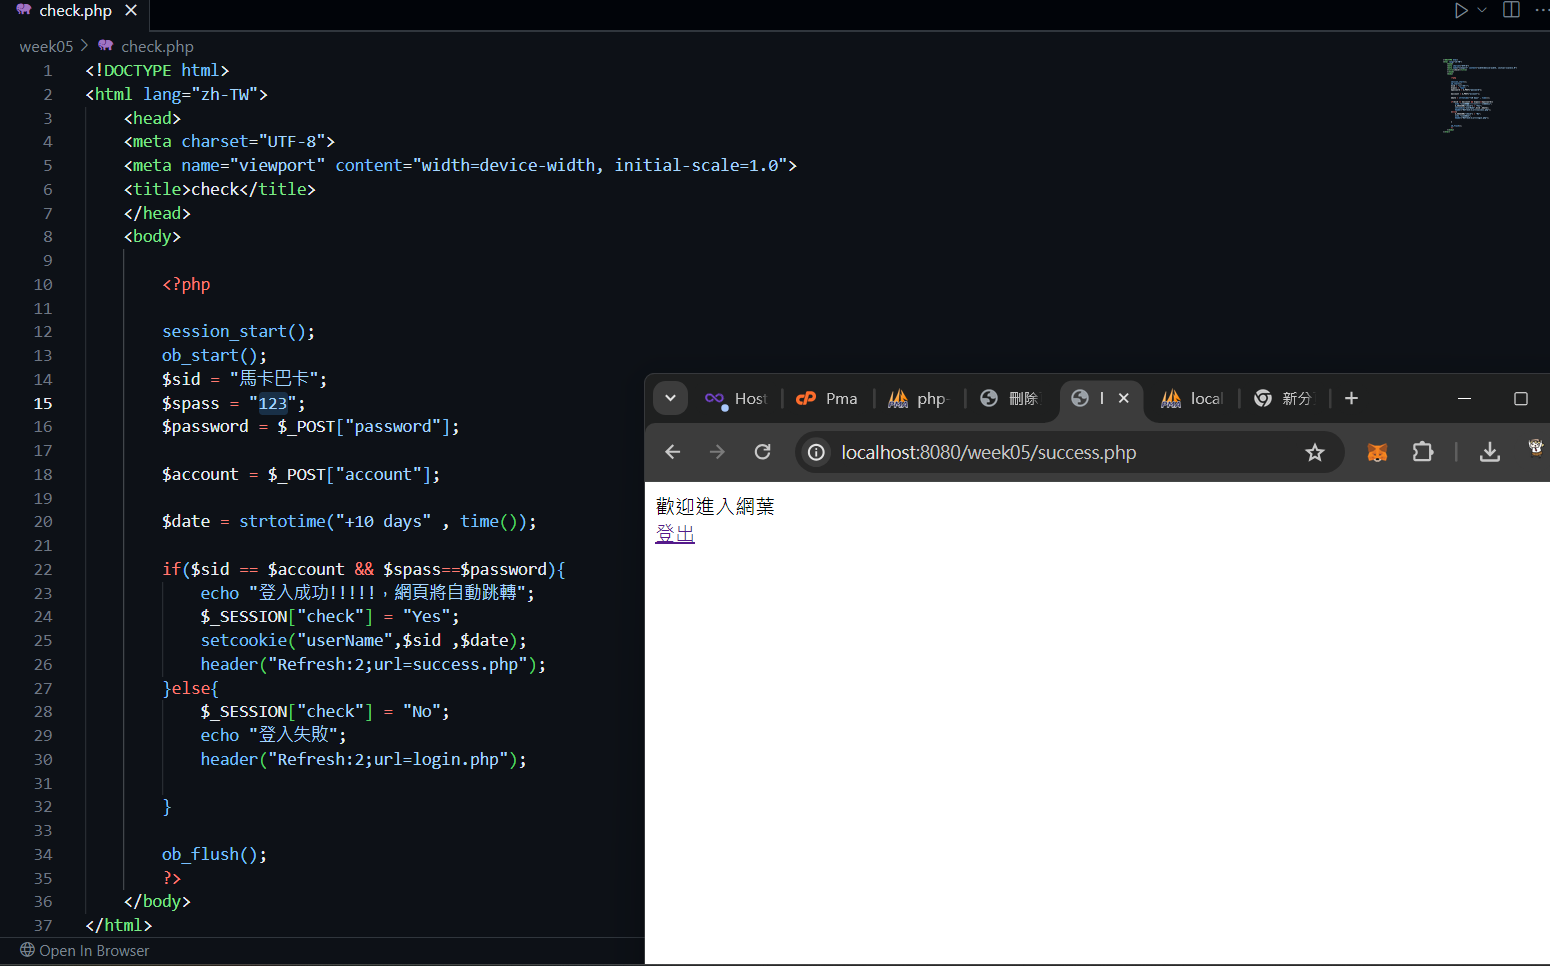 check.php
week05 > check.php
1 <!DOCTYPE html>
2 <html lang="zh-TW">
3 <head>
4 <meta charset="UTF-8">
5 <meta name="viewport" content="width=device-width, initial-scale=1.0">
6 <title>check</title>
7 </head>
8 <body>
9
10 <?php
11
12 session_start();
13 ob_start();
14 $sid = "馬卡巴卡";
15 $spass = "123";
16 $password = $_POST["password"];
17
18 $account = $_POST["account"];
19
20 $date = strtotime("+10 days" , time());
21
22 if($sid == $account && $spass==$password){
23 echo "登入成功!!!!!，網頁將自動跳轉";
24 $_SESSION["check"] = "Yes";
25 setcookie("userName",$sid ,$date);
26 header("Refresh:2;url=success.php");
27 }else{
28 $_SESSION["check"] = "No";
29 echo "登入失敗";
30 header("Refresh:2;url=login.php");
31
32 }
33
34 ob_flush();
35 ?>
36 </body>
37 </html>
Open In Browser
Host Pma php- 刪除 l local 新分
localhost:8080/week05/success.php
歡迎進入網葉
登出